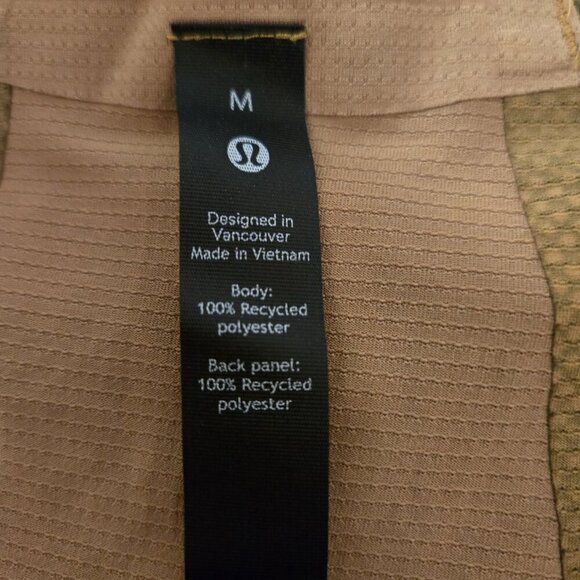 M
Designed in
Vancouver
Made in Vietnam
Body:
100% Recycled
polyester
Back panel:
100% Recycled
polyester